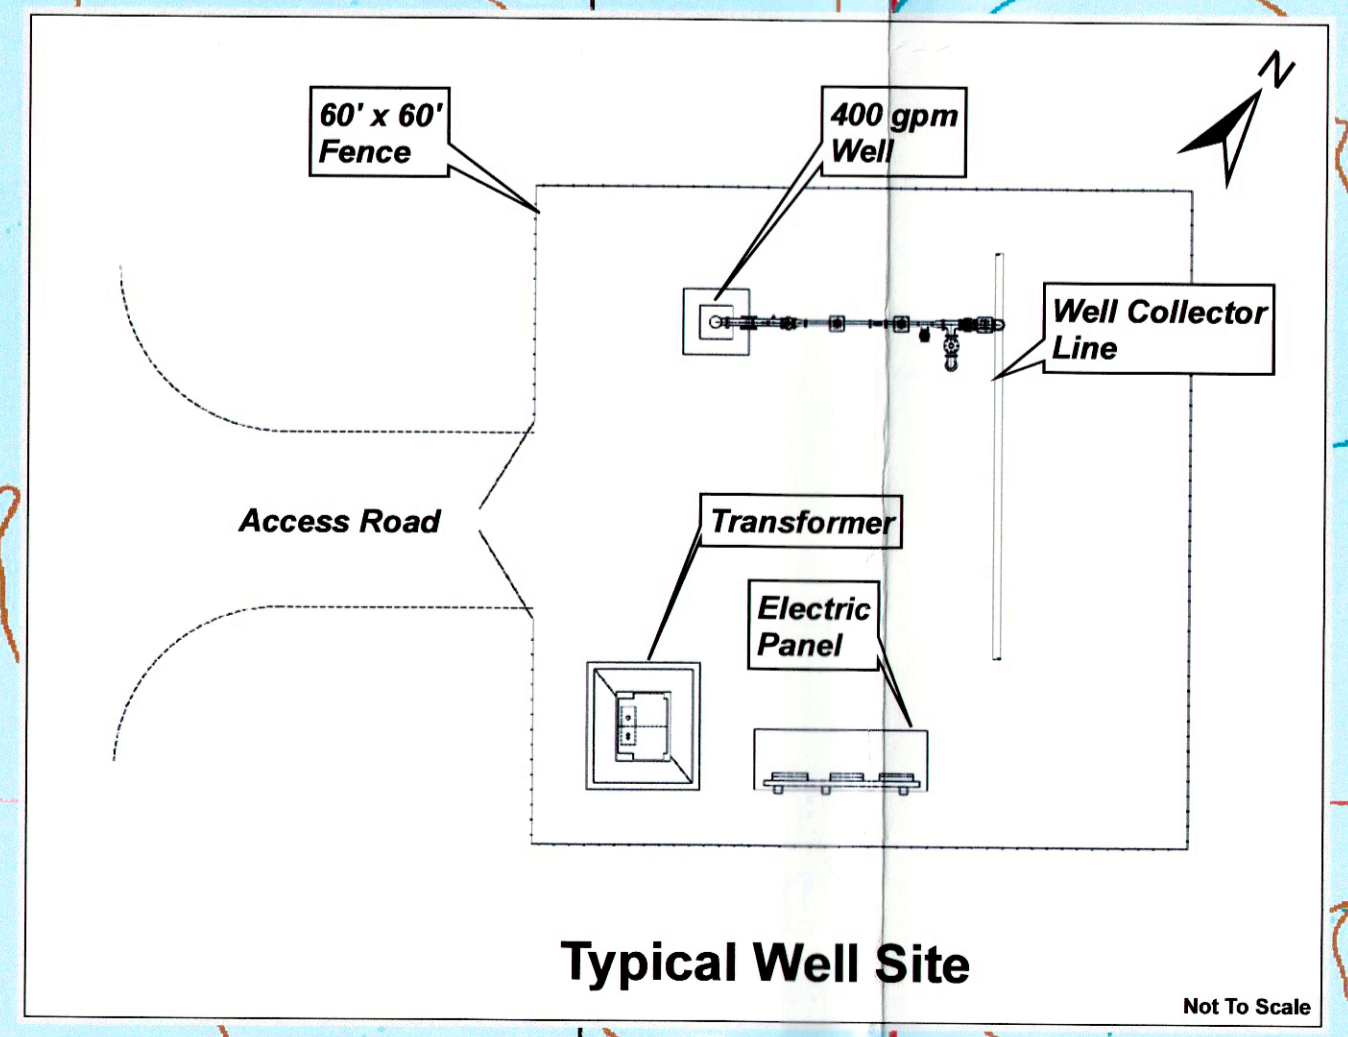 N
60' x 60'
Fence
400 gpm
Well
Well Collector
Line
Access Road
Transformer
Electric
Panel
Typical Well Site
Not To Scale